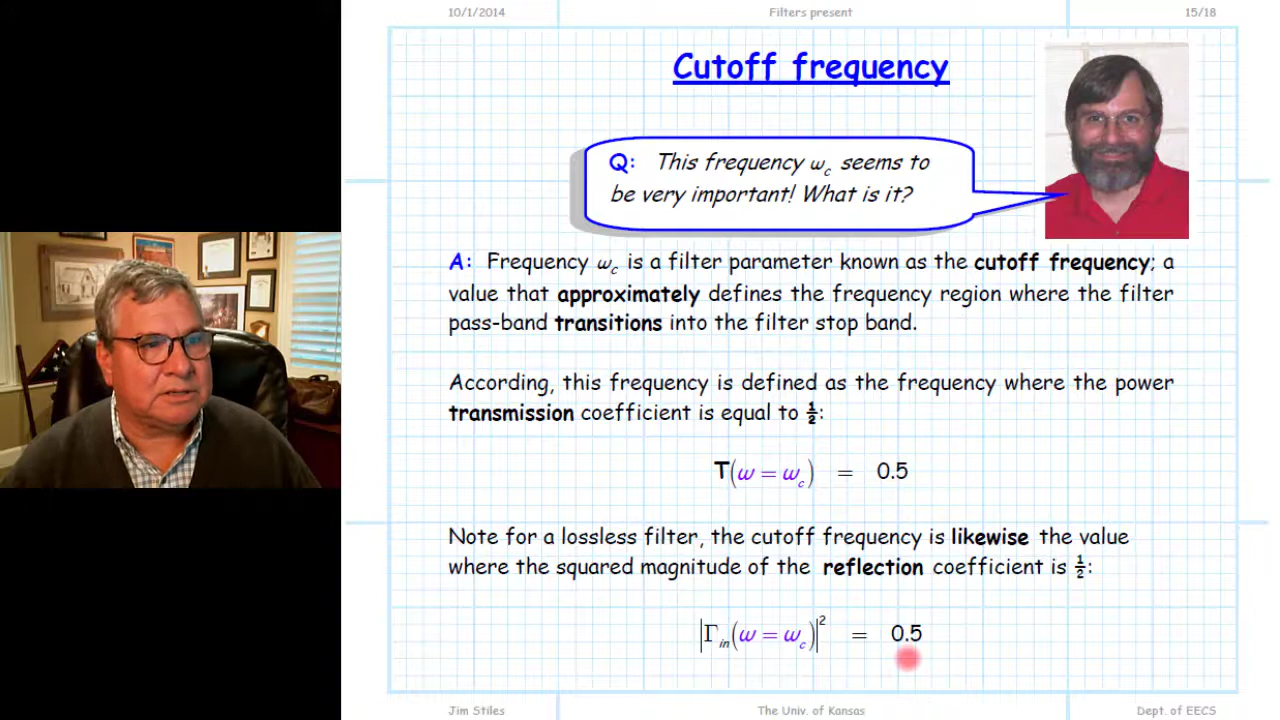 10/1/2014 Filters present 15/18
Cutoff frequency
Q: This frequency ω_c seems to
be very important! What is it?
A: Frequency ω_c is a filter parameter known as the cutoff frequency; a
value that approximately defines the frequency region where the filter
pass-band transitions into the filter stop band.
According, this frequency is defined as the frequency where the power
transmission coefficient is equal to ½:
T(ω = ω_c) = 0.5
Note for a lossless filter, the cutoff frequency is likewise the value
where the squared magnitude of the reflection coefficient is ½:
|Γ_in(ω = ω_c)|² = 0.5
Jim Stiles The Univ. of Kansas Dept. of EECS